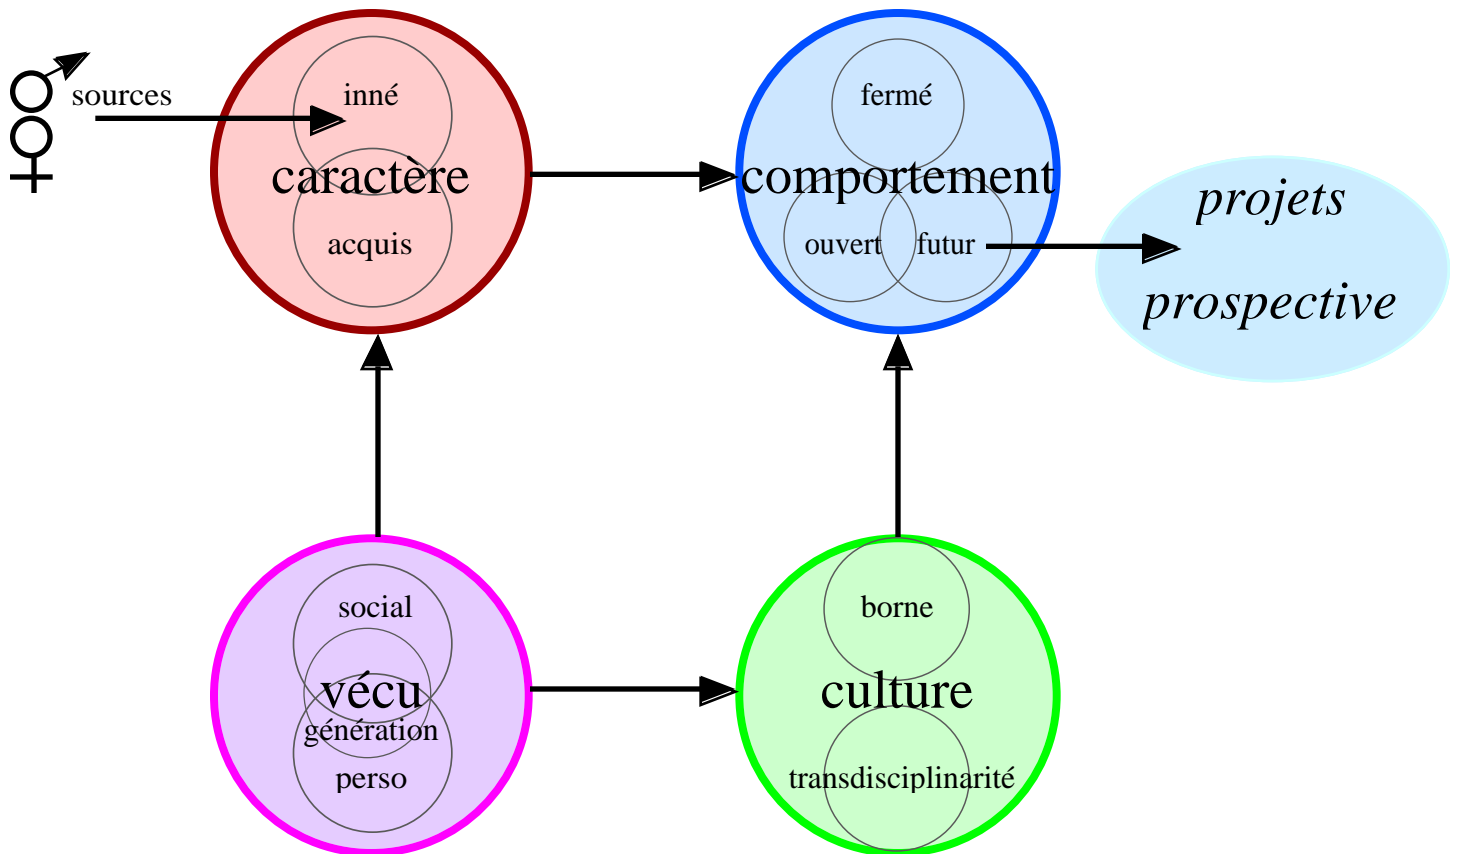 sources
inné
caractère
acquis
fermé
comportement
ouvert
futur
projets
prospective
social
vécu
génération
perso
borne
culture
transdisciplinarité